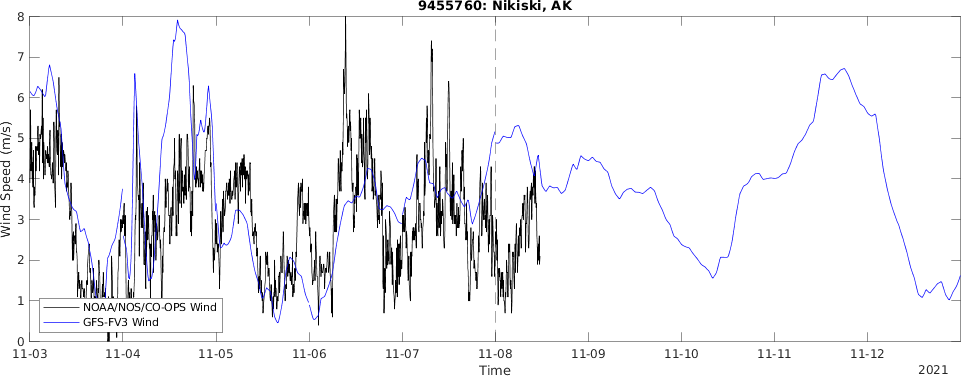 9455760: Nikiski, AK
Wind Speed (m/s)
8
7
6
5
4
3
2
1
0
NOAA/NOS/CO-OPS Wind
GFS-FV3 Wind
11-03 11-04 11-05 11-06 11-07 11-08 11-09 11-10 11-11 11-12
Time
2021